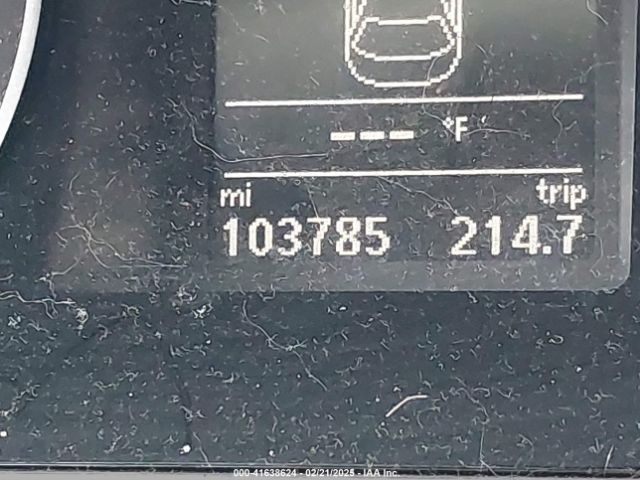 --- °F
mi trip
103785 214.7
000-41638624 - 02/21/2025 - IAA Inc.